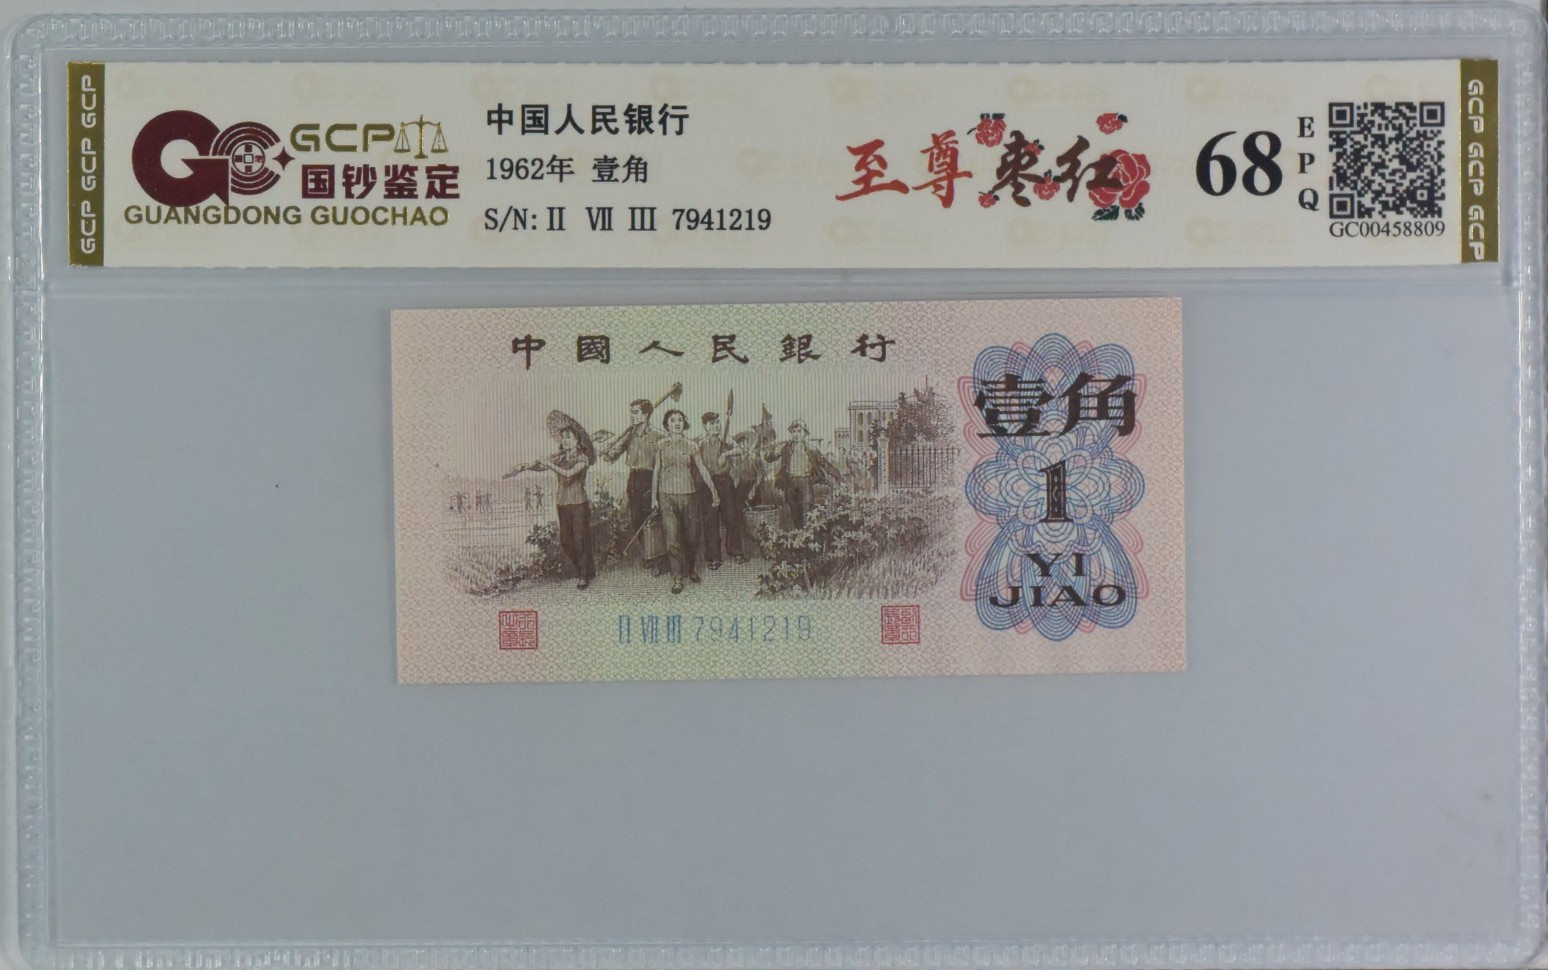 GCP GCP GCP
GCP
国钞鉴定
GUANGDONG GUOCHAO
中国人民银行
1962年 壹角
S/N: II VII III 7941219
至尊枣红
68
EPQ
GC00458809
GCP GCP GCP
中國人民銀行
壹角
1
YI
JIAO
II VII III 7941219